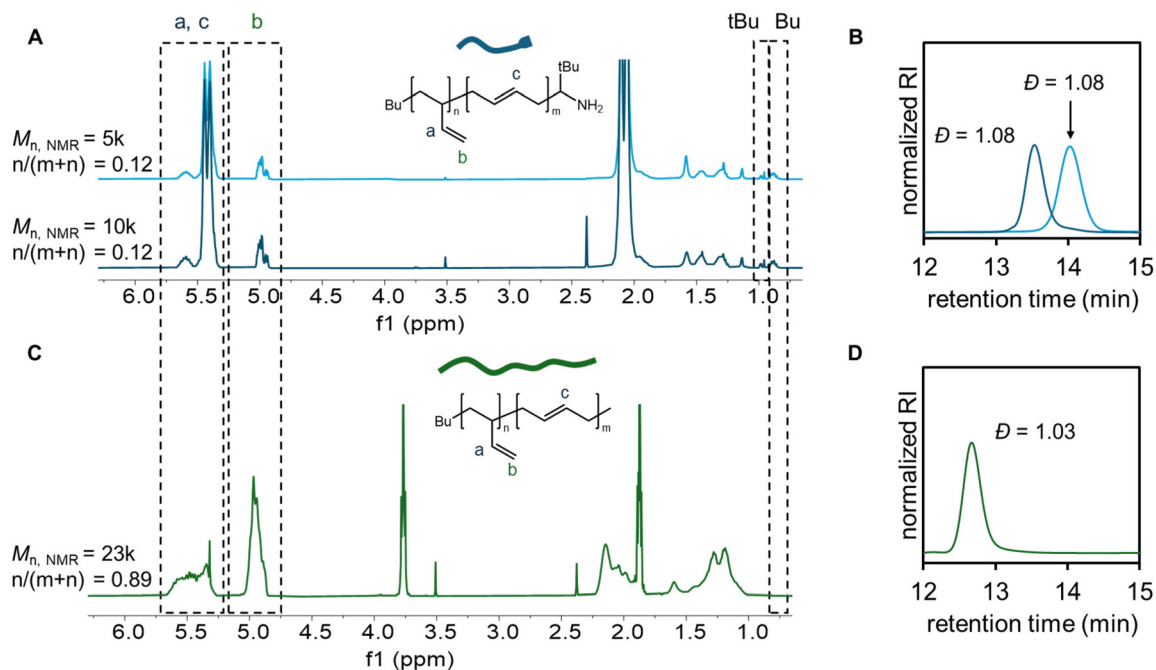 A
a, c
b
tBu
Bu
tBu
c
Bu
n
m
NH₂
a
b
Mn, NMR = 5k
n/(m+n) = 0.12
Mn, NMR = 10k
n/(m+n) = 0.12
6.0 5.5 5.0 4.5 4.0 3.5 3.0 2.5 2.0 1.5 1.0
f1 (ppm)
B
normalized RI
Đ = 1.08
Đ = 1.08
12 13 14 15
retention time (min)
C
c
Bu
n
m
a
b
Mn, NMR = 23k
n/(m+n) = 0.89
6.0 5.5 5.0 4.5 4.0 3.5 3.0 2.5 2.0 1.5 1.0
f1 (ppm)
D
normalized RI
Đ = 1.03
12 13 14 15
retention time (min)